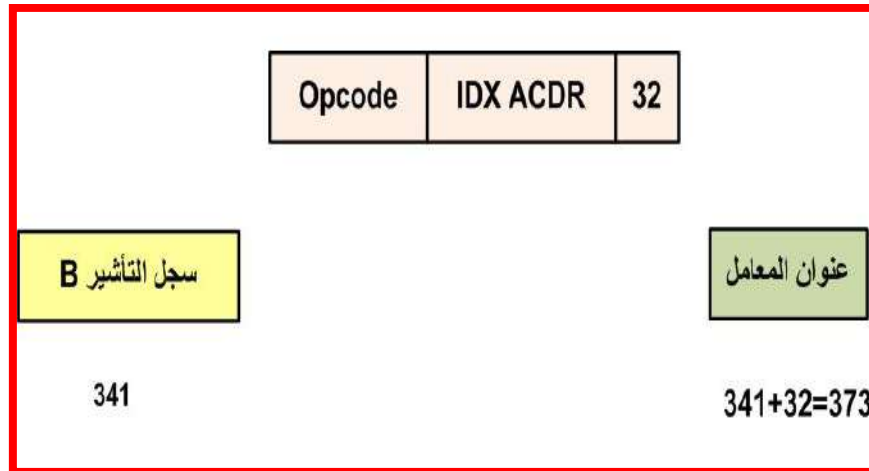 Opcode IDX ACDR 32
سجل التأشير B
عنوان المعامل
341
341+32=373